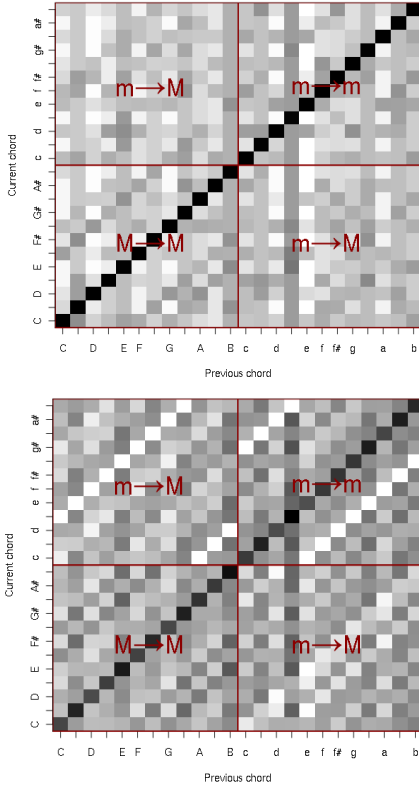 a#
g#
f#
f
e
d
c
A#
G#
F#
E
D
C
Current chord
m→M
m→m
M→M
m→M
C D E F G A B c d e f f# g a b
Previous chord
a#
g#
f#
f
e
d
c
A#
G#
F#
E
D
C
Current chord
m→M
m→m
M→M
m→M
C D E F G A B c d e f f# g a b
Previous chord